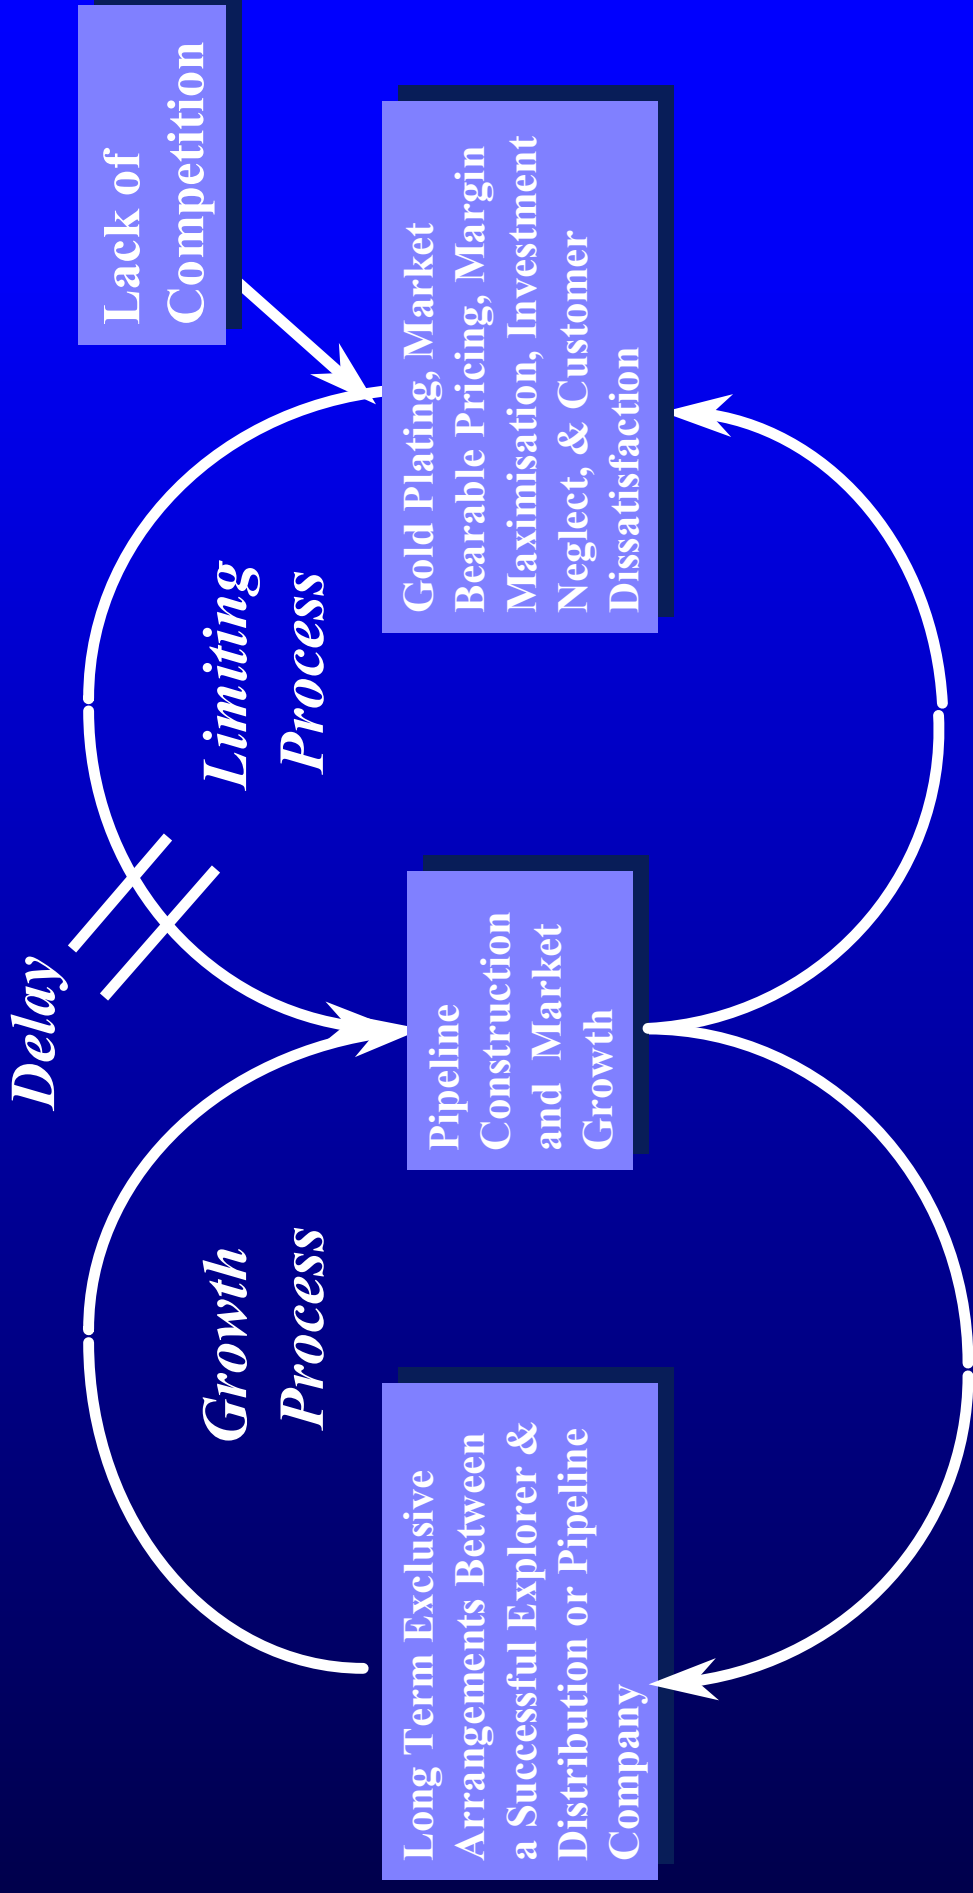 Delay
Lack of
Competition
Growth
Process
Limiting
Process
Long Term Exclusive
Arrangements Between
a Successful Explorer &
Distribution or Pipeline
Company
Pipeline
Construction
and Market
Growth
Gold Plating, Market
Bearable Pricing, Margin
Maximisation, Investment
Neglect, & Customer
Dissatisfaction